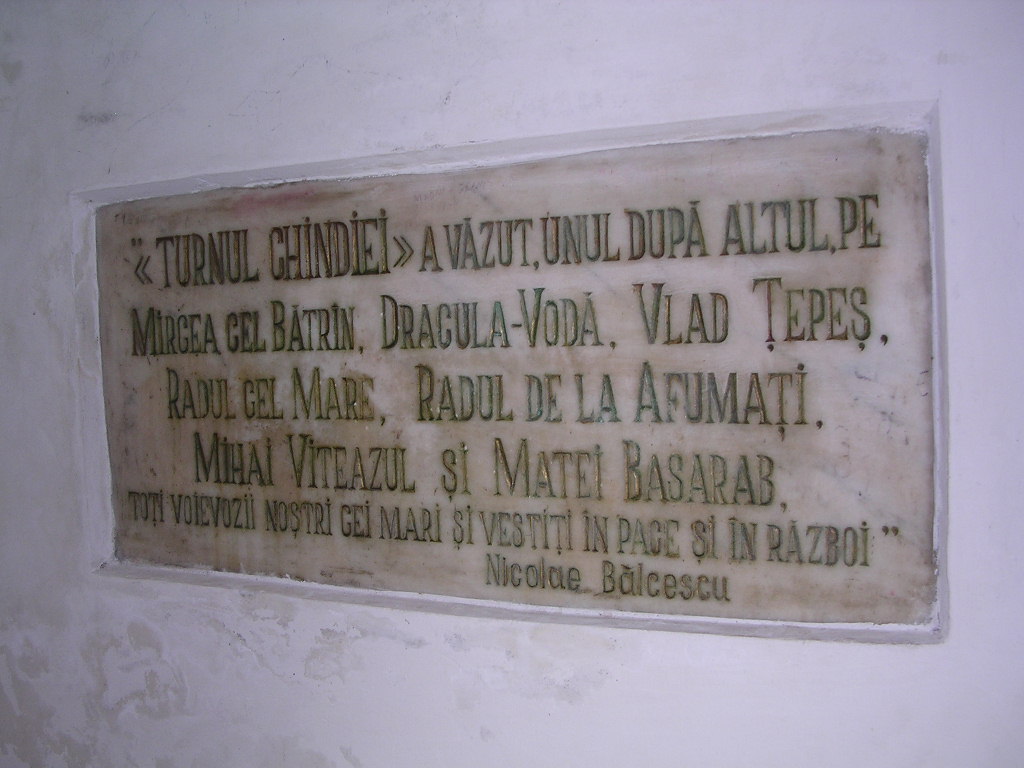 "«TURNUL CHINDIEI» A VĂZUT, UNUL DUPĂ ALTUL, PE
MIRCEA CEL BĂTRÎN, DRACULA-VODĂ, VLAD ȚEPEȘ,
RADUL CEL MARE, RADUL DE LA AFUMAȚI,
MIHAI VITEAZUL ȘI MATEI BASARAB,
TOȚI VOIEVOZII NOȘTRI CEI MARI ȘI VESTIȚI ÎN PACE ȘI ÎN RĂZBOI"
Nicolae Bălcescu